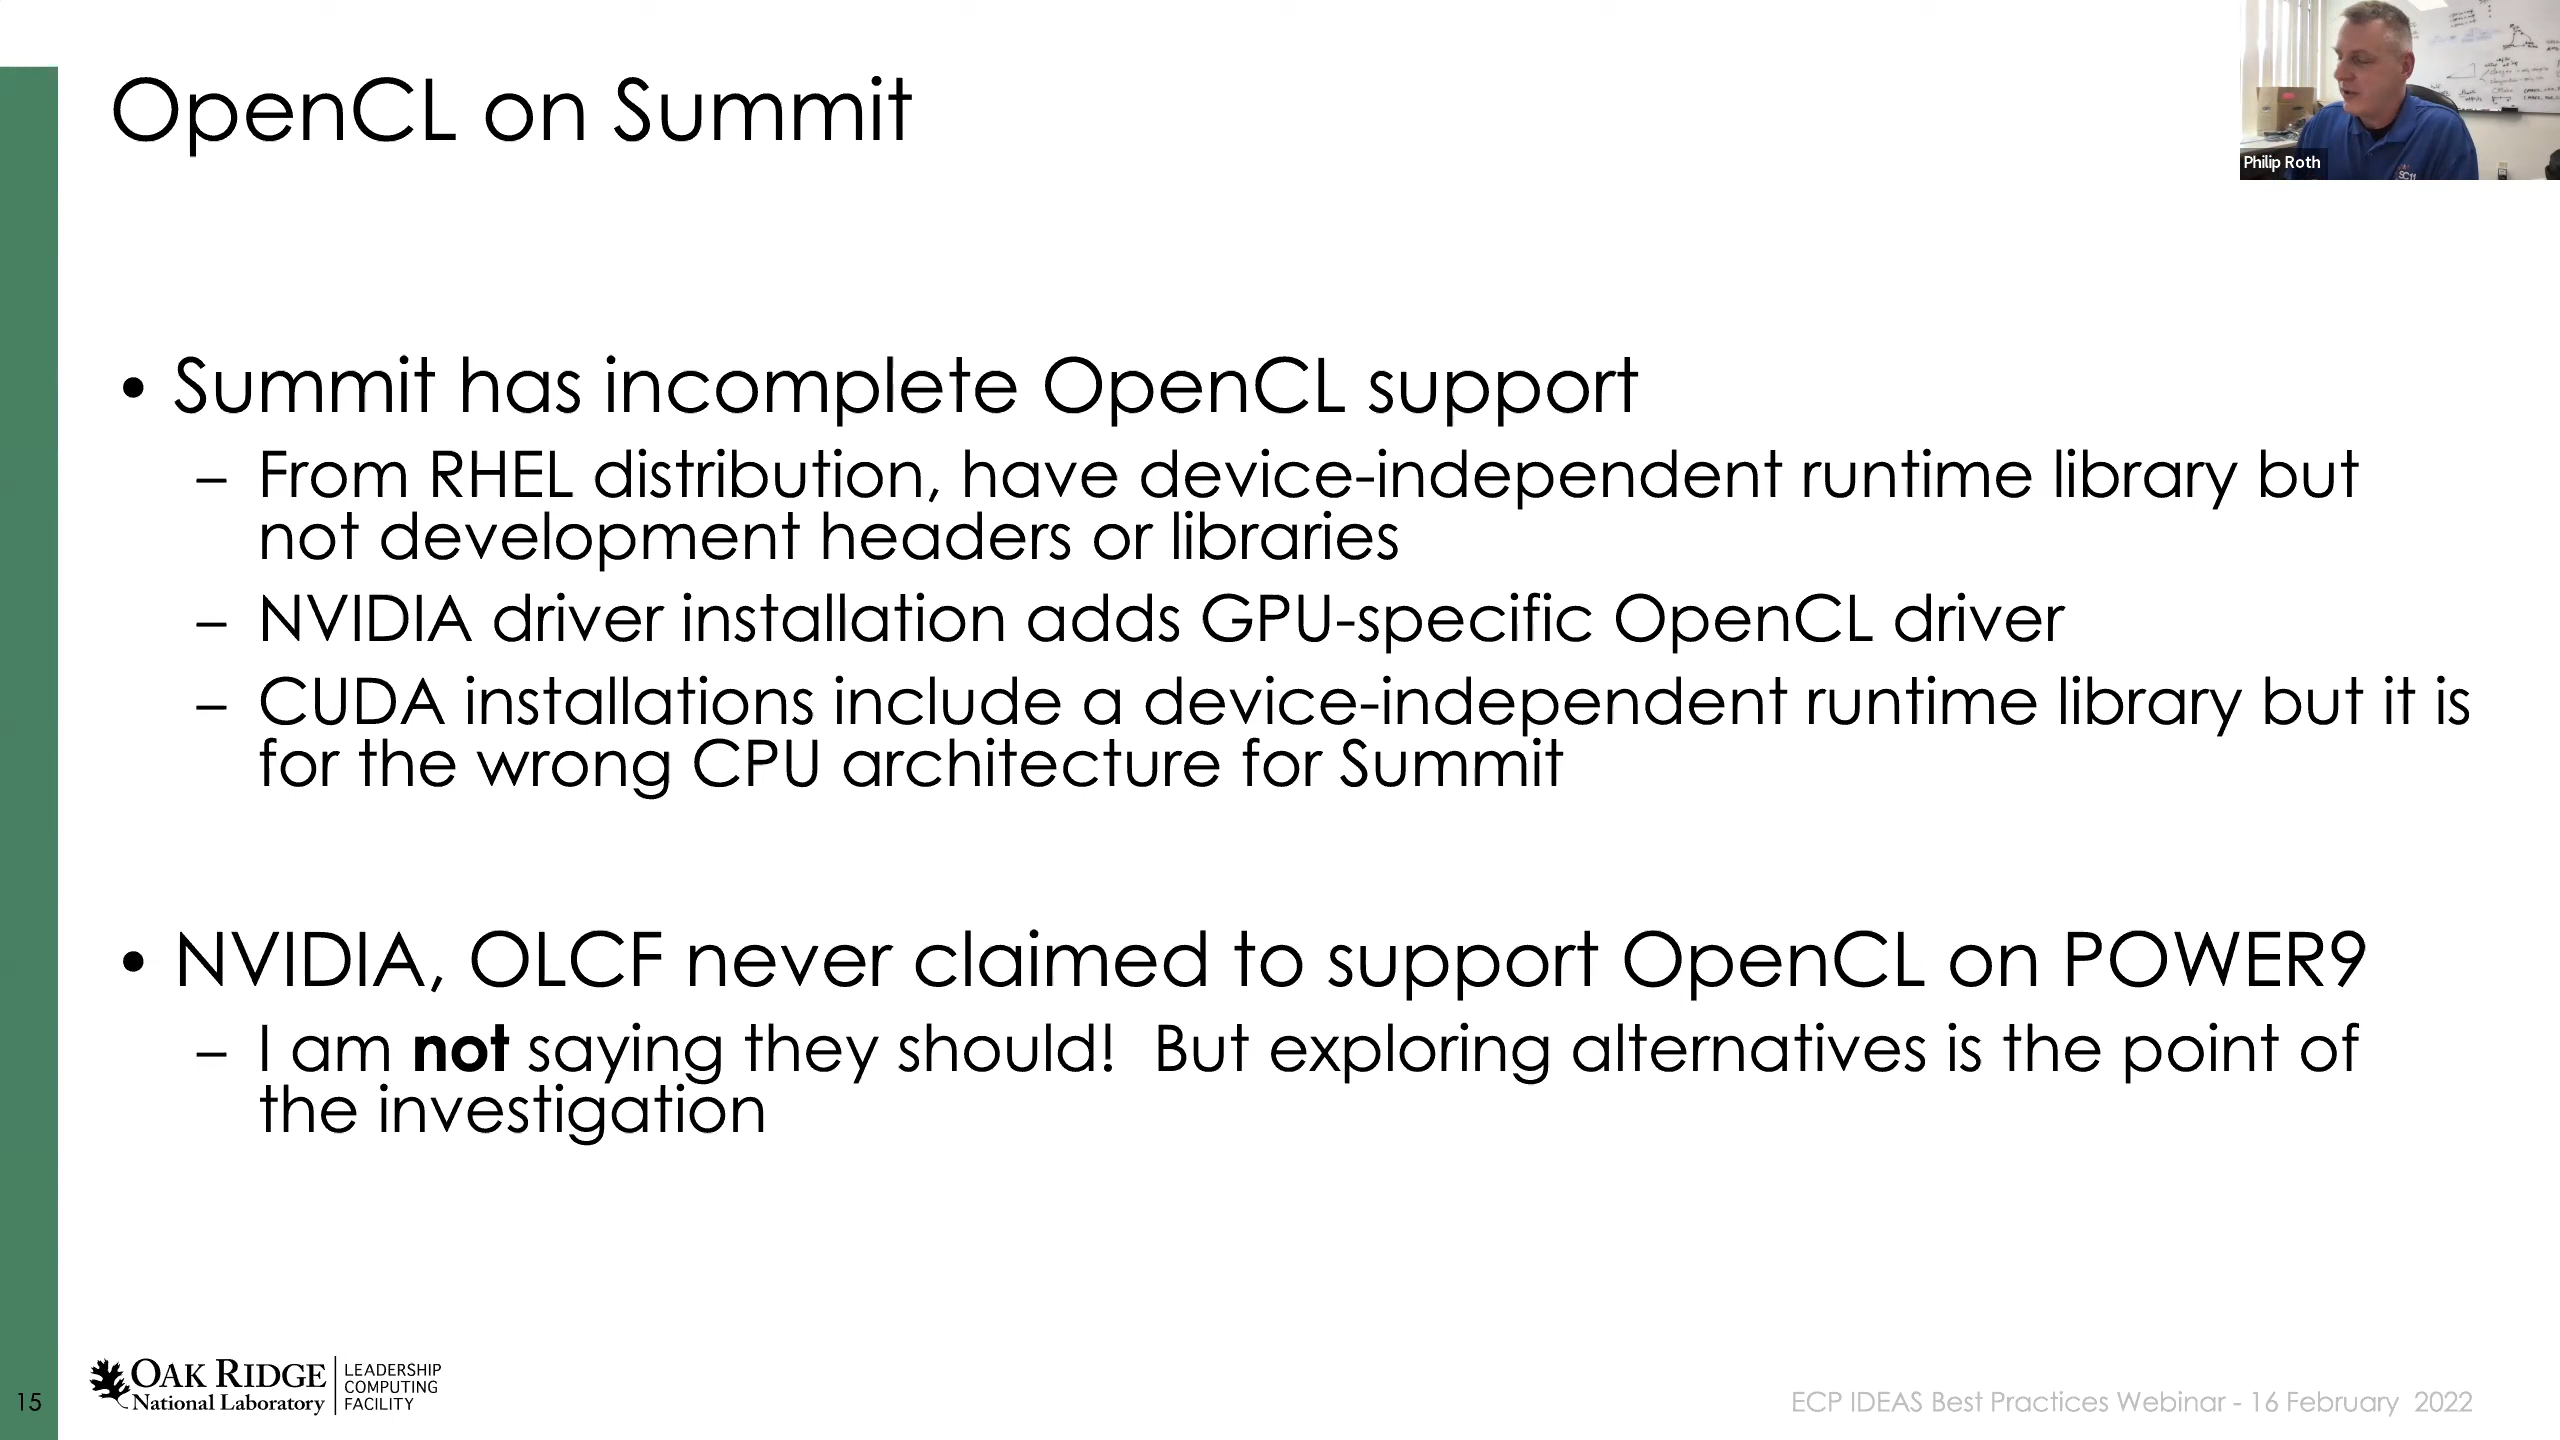 OpenCL on Summit
Philip Roth
SC11
• Summit has incomplete OpenCL support
– From RHEL distribution, have device-independent runtime library but
not development headers or libraries
– NVIDIA driver installation adds GPU-specific OpenCL driver
– CUDA installations include a device-independent runtime library but it is
for the wrong CPU architecture for Summit
• NVIDIA, OLCF never claimed to support OpenCL on POWER9
– I am not saying they should! But exploring alternatives is the point of
the investigation
15
OAK RIDGE
National Laboratory
LEADERSHIP
COMPUTING
FACILITY
ECP IDEAS Best Practices Webinar - 16 February 2022